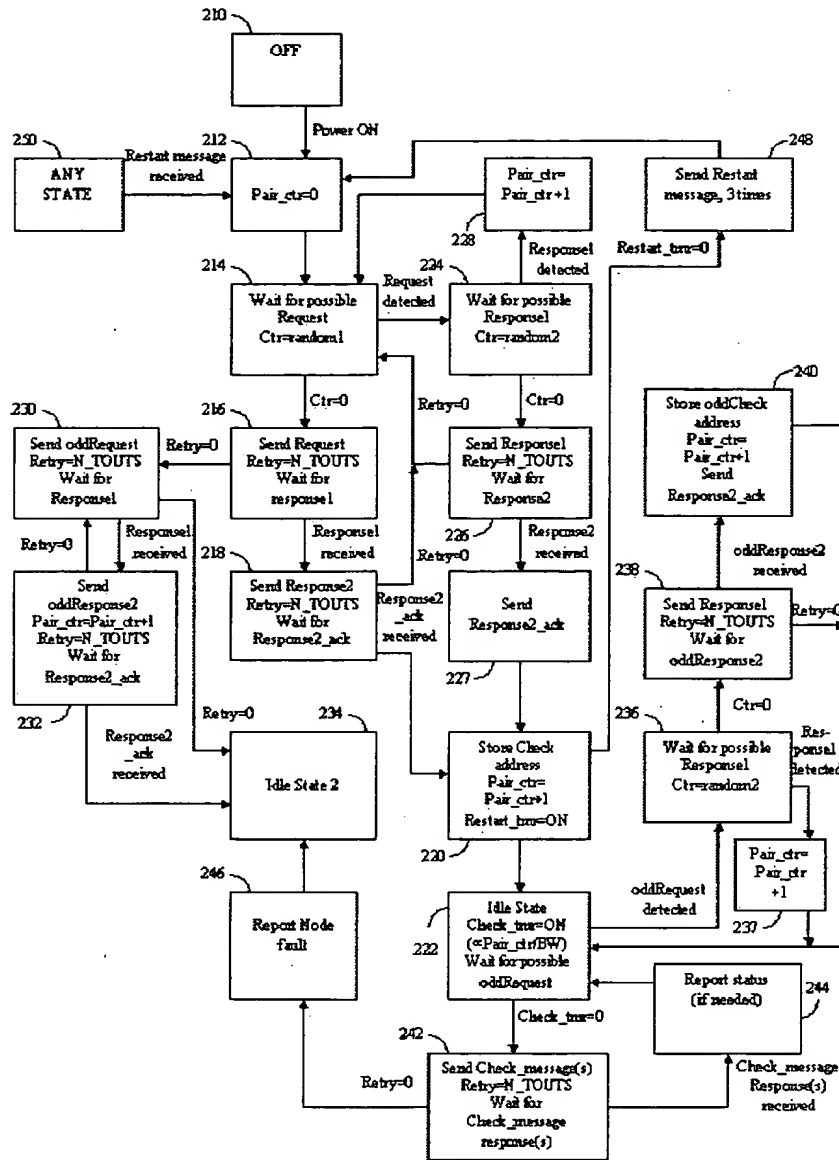 210
OFF
Power ON
250
ANY
STATE
Restart message
received
212
Pair_ctr=0
Pair_ctr=
Pair_ctr+1
228
248
Send Restart
message, 3 times
Restart_tmr=0
214
Wait for possible
Request
Ctr=random1
Request
detected
224
Response1
detected
Wait for possible
Response1
Ctr=random2
Ctr=0
Retry=0
Ctr=0
230
Send oddRequest
Retry=N_TOUTS
Wait for
Response1
Retry=0
216
Send Request
Retry=N_TOUTS
Wait for
response1
Send Response1
Retry=N_TOUTS
Wait for
Response2
226
240
Store oddCheck
address
Pair_ctr=
Pair_ctr+1
Send
Response2_ack
Retry=0
Response1
received
218
Response1
received
Retry=0
Response2
received
Send
oddResponse2
Pair_ctr=Pair_ctr+1
Retry=N_TOUTS
Wait for
Response2_ack
232
Send Response2
Retry=N_TOUTS
Wait for
Response2_ack
Response2
_ack
received
Send
Response2_ack
227
oddResponse2
received
238
Send Response1
Retry=N_TOUTS
Wait for
oddResponse2
Retry=0
Response2
_ack
received
Retry=0
234
Idle State 2
Store Check
address
Pair_ctr=
Pair_ctr+1
Restart_tmr=ON
220
236
Ctr=0
Wait for possible
Response1
Ctr=random2
Res-
ponse1
detected
Pair_ctr=
Pair_ctr
+1
237
246
Report Node
fault
222
Idle State
Check_tmr=ON
(∝Pair_ctr/BW)
Wait for possible
oddRequest
oddRequest
detected
Report status
(if needed)
244
Check_tmr=0
242
Retry=0
Send Check_message(s)
Retry=N_TOUTS
Wait for
Check_message
response(s)
Check_message
Response(s)
received